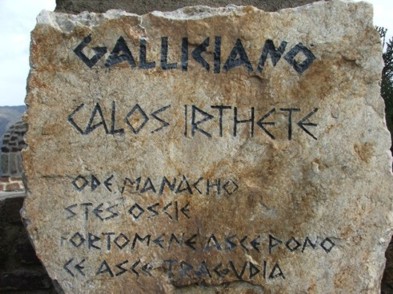 GALLICIANO
CALOS IRTHETE
ODE MANACHO
STES OSCIE
FORTOMENE ASCE PONO
CE ASCE TRAGUDIA